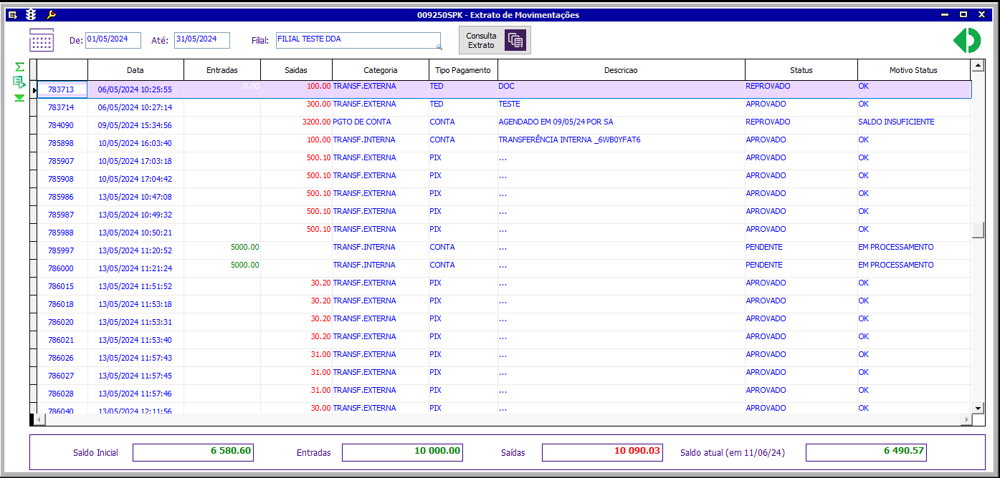 009250SPK - Extrato de Movimentações
De: 01/05/2024 Até: 31/05/2024 Filial: FILIAL TESTE DDA Consulta Extrato
Data Entradas Saidas Categoria Tipo Pagamento Descricao Status Motivo Status
783713 06/05/2024 10:25:55 0.00 100.00 TRANSF.EXTERNA TED DOC REPROVADO OK
783714 06/05/2024 10:27:14 300.00 TRANSF.EXTERNA TED TESTE APROVADO OK
784090 09/05/2024 15:34:56 3200.00 PGTO DE CONTA CONTA AGENDADO EM 09/05/24 POR SA REPROVADO SALDO INSUFICIENTE
785898 10/05/2024 16:03:40 100.00 TRANSF.INTERNA CONTA TRANSFERÊNCIA INTERNA _6WB0YFAT6 APROVADO OK
785907 10/05/2024 17:03:18 500.10 TRANSF.EXTERNA PIX ... APROVADO OK
785908 10/05/2024 17:04:42 500.10 TRANSF.EXTERNA PIX ... APROVADO OK
785986 13/05/2024 10:47:08 500.10 TRANSF.EXTERNA PIX ... APROVADO OK
785987 13/05/2024 10:49:32 500.10 TRANSF.EXTERNA PIX ... APROVADO OK
785988 13/05/2024 10:50:21 500.10 TRANSF.EXTERNA PIX ... APROVADO OK
785997 13/05/2024 11:20:52 5000.00 TRANSF.INTERNA CONTA ... PENDENTE EM PROCESSAMENTO
786000 13/05/2024 11:21:24 5000.00 TRANSF.INTERNA CONTA ... PENDENTE EM PROCESSAMENTO
786015 13/05/2024 11:51:52 30.20 TRANSF.EXTERNA PIX ... APROVADO OK
786018 13/05/2024 11:53:18 30.20 TRANSF.EXTERNA PIX ... APROVADO OK
786020 13/05/2024 11:53:31 30.20 TRANSF.EXTERNA PIX ... APROVADO OK
786021 13/05/2024 11:53:40 30.20 TRANSF.EXTERNA PIX ... APROVADO OK
786026 13/05/2024 11:57:43 31.00 TRANSF.EXTERNA PIX ... APROVADO OK
786027 13/05/2024 11:57:45 31.00 TRANSF.EXTERNA PIX ... APROVADO OK
786028 13/05/2024 11:57:46 31.00 TRANSF.EXTERNA PIX ... APROVADO OK
786040 13/05/2024 12:11:56 30.00 TRANSF.EXTERNA PIX ... APROVADO OK
Saldo Inicial 6 580.60 Entradas 10 000.00 Saídas 10 090.03 Saldo atual (em 11/06/24) 6 490.57